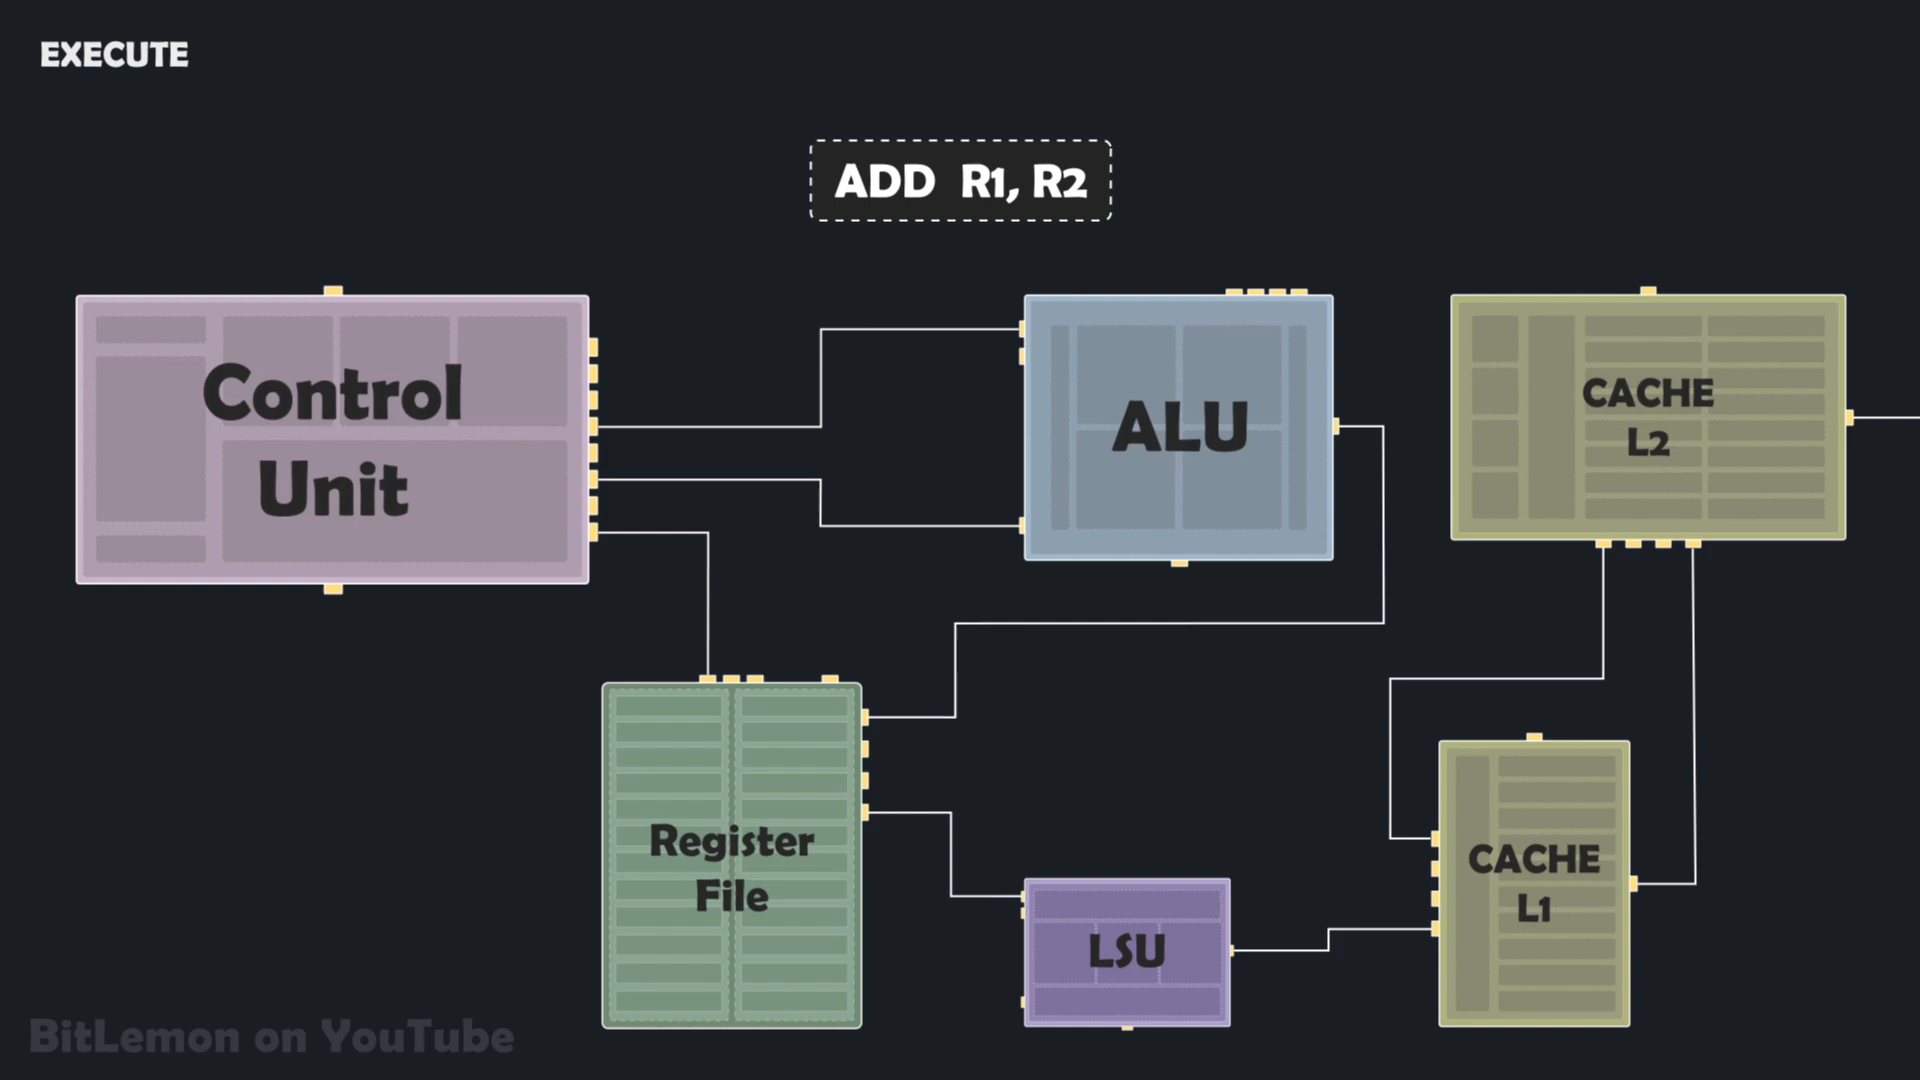 EXECUTE
ADD R1, R2
Control
Unit
ALU
CACHE
L2
Register
File
LSU
CACHE
L1
BitLemon on YouTube